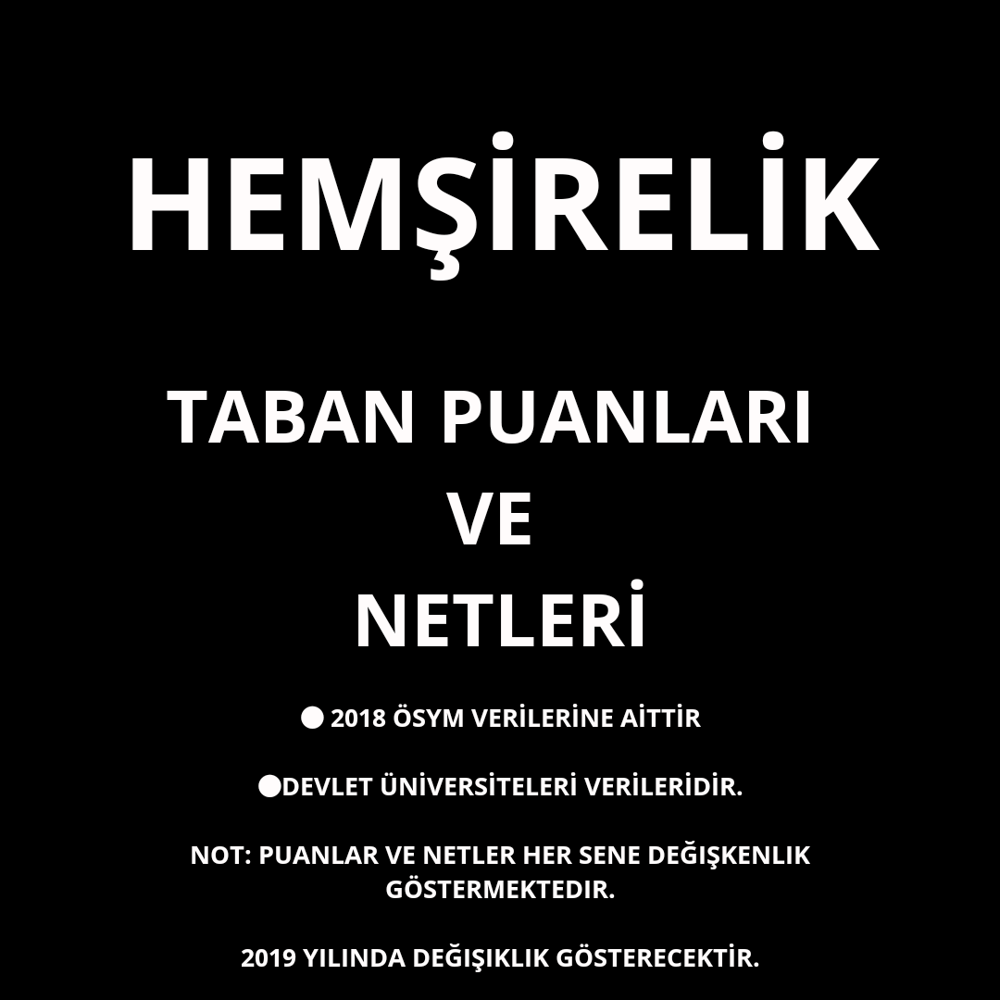 HEMŞİRELİK
TABAN PUANLARI
VE
NETLERİ
● 2018 ÖSYM VERİLERİNE AİTTİR
●DEVLET ÜNİVERSİTELERİ VERİLERİDİR.
NOT: PUANLAR VE NETLER HER SENE DEĞIŞKENLIK
GÖSTERMEKTEDIR.
2019 YILINDA DEĞIŞIKLIK GÖSTERECEKTİR.